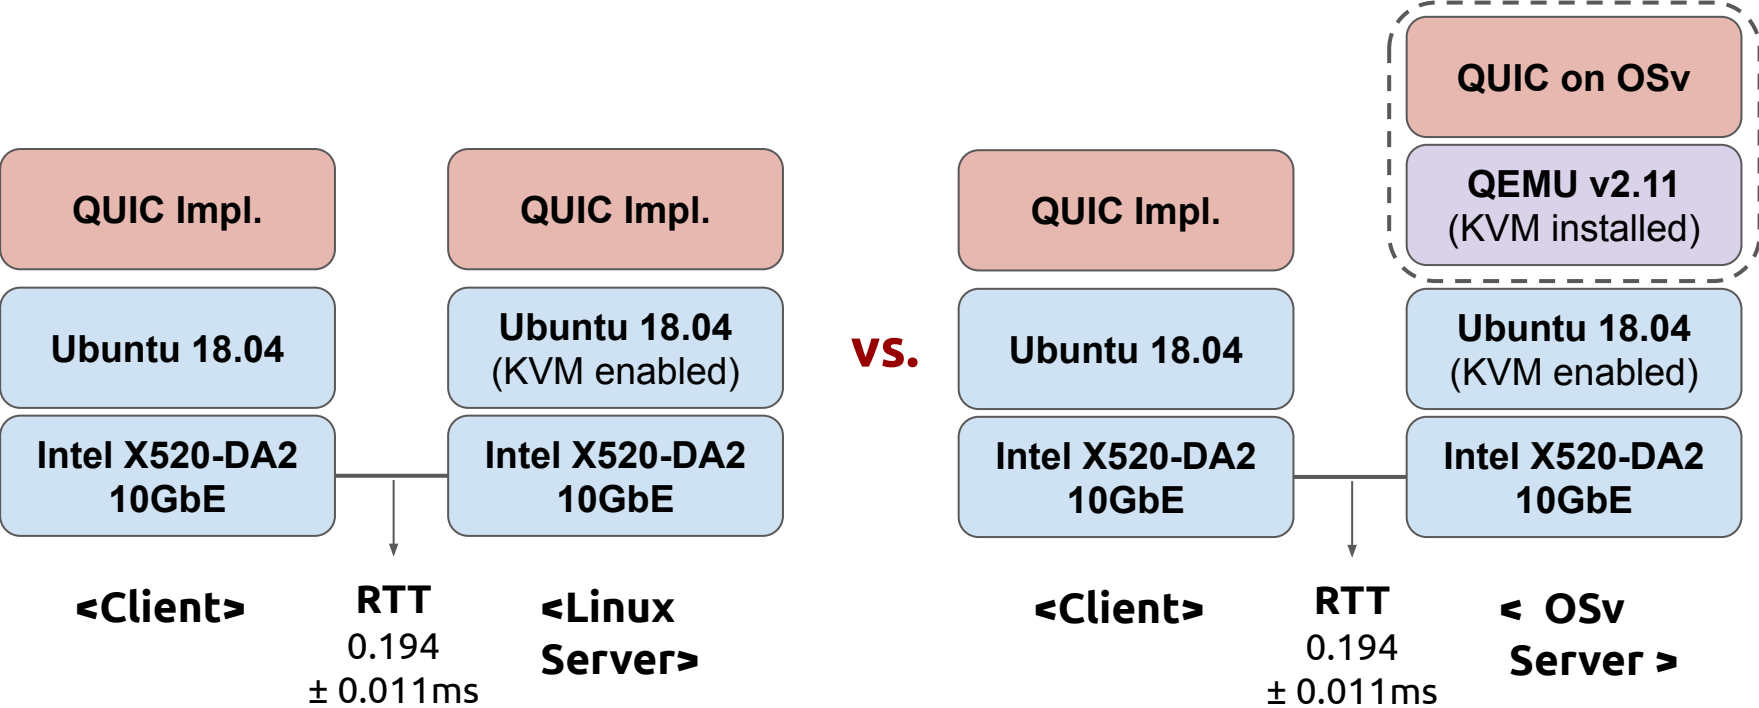 QUIC Impl.
Ubuntu 18.04
Intel X520-DA2
10GbE
<Client>
RTT
0.194
± 0.011ms
QUIC Impl.
Ubuntu 18.04
(KVM enabled)
Intel X520-DA2
10GbE
<Linux
Server>
vs.
QUIC Impl.
Ubuntu 18.04
Intel X520-DA2
10GbE
<Client>
RTT
0.194
± 0.011ms
QUIC on OSv
QEMU v2.11
(KVM installed)
Ubuntu 18.04
(KVM enabled)
Intel X520-DA2
10GbE
< OSv
Server >